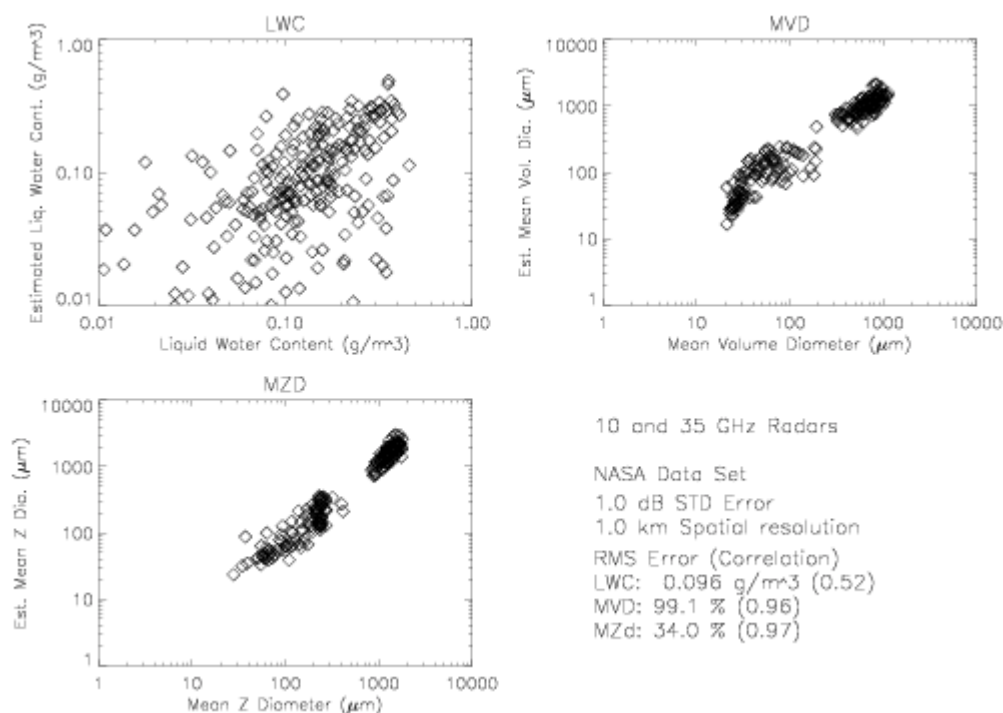 LWC
1.00
0.10
0.01
0.01
0.10
1.00
Estimated Liq. Water Cont. (g/m^3)
Liquid Water Content (g/m^3)
MVD
10000
1000
100
10
1
1
10
100
1000
10000
Est. Mean Vol. Dia. (μm)
Mean Volume Diameter (μm)
MZD
10000
1000
100
10
1
1
10
100
1000
10000
Est. Mean Z Dia. (μm)
Mean Z Diameter (μm)
10 and 35 GHz Radars
NASA Data Set
1.0 dB STD Error
1.0 km Spatial resolution
RMS Error (Correlation)
LWC: 0.096 g/m^3 (0.52)
MVD: 99.1 % (0.96)
MZd: 34.0 % (0.97)